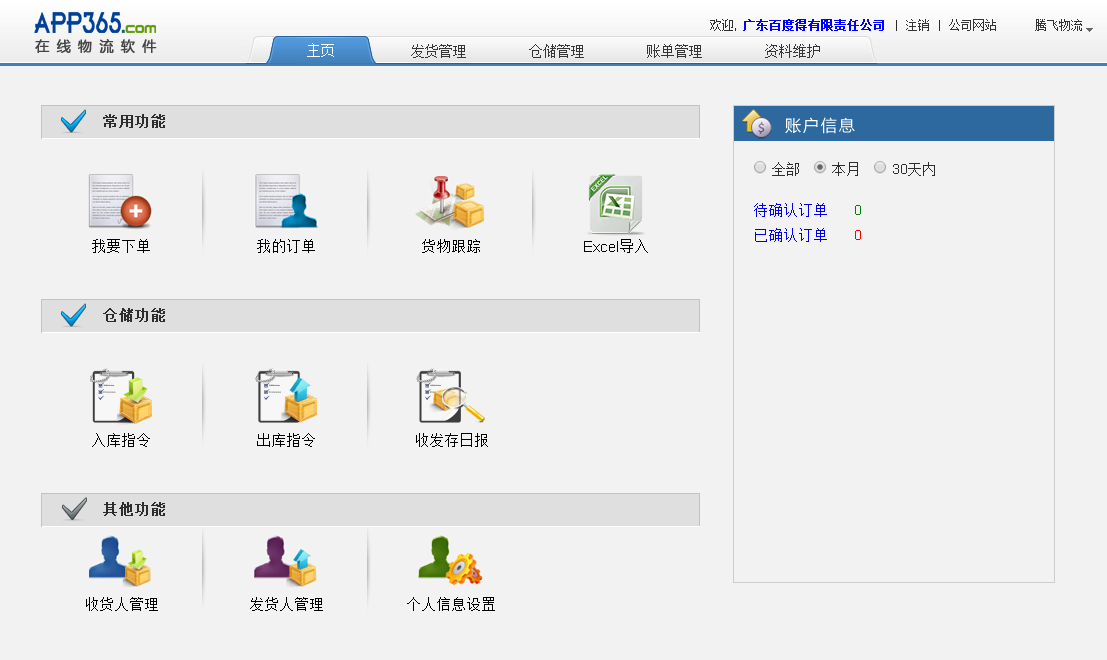 APP365.com
在线物流软件
欢迎, 广东百度得有限责任公司 | 注销 | 公司网站 腾飞物流
主页 发货管理 仓储管理 账单管理 资料维护
常用功能
我要下单 我的订单 货物跟踪 Excel导入
EXCEL
仓储功能
入库指令 出库指令 收发存日报
其他功能
收货人管理 发货人管理 个人信息设置
账户信息
全部 本月 30天内
待确认订单 0
已确认订单 0